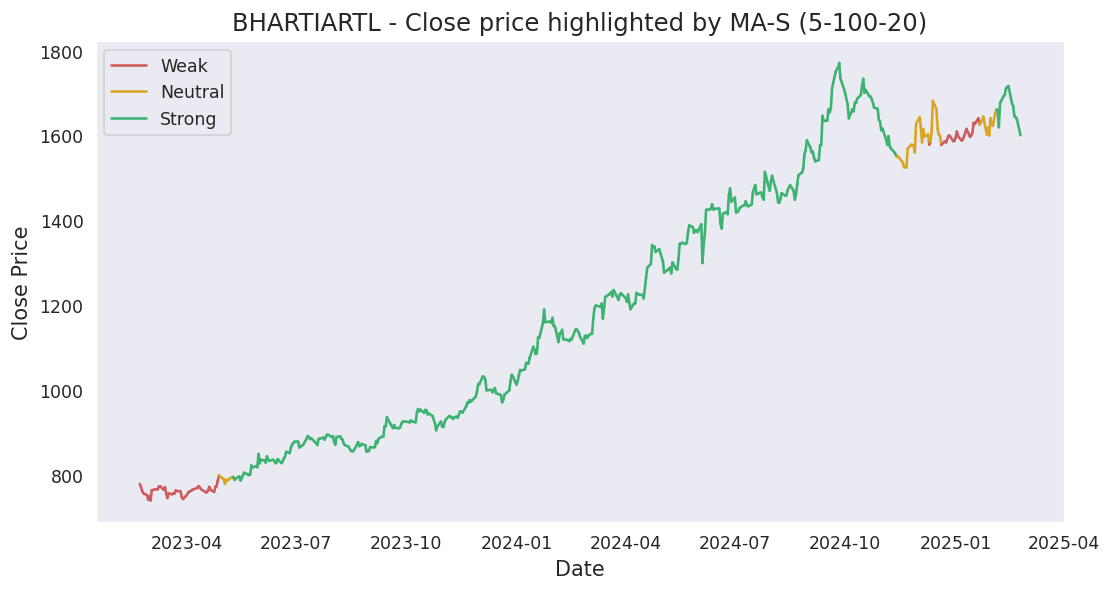 BHARTIARTL - Close price highlighted by MA-S (5-100-20)
Weak
Neutral
Strong
Close Price
1800
1600
1400
1200
1000
800
2023-04
2023-07
2023-10
2024-01
2024-04
2024-07
2024-10
2025-01
2025-04
Date